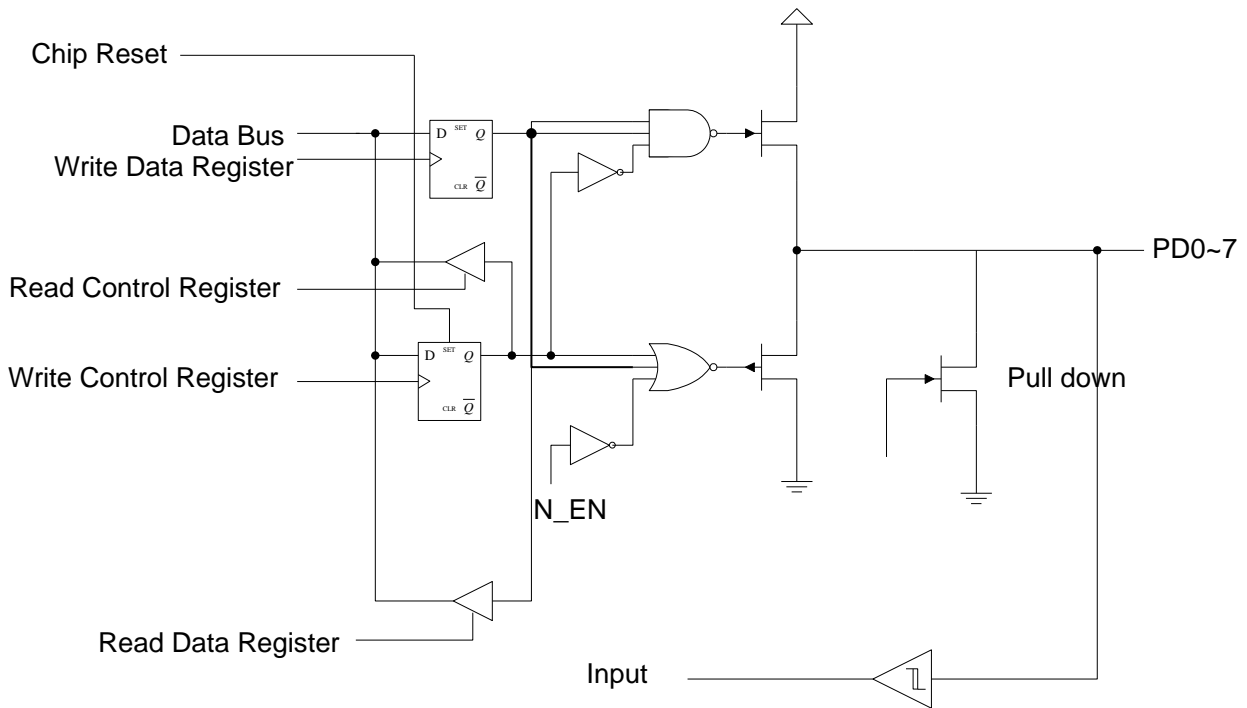 Chip Reset
Data Bus
Write Data Register
D SET Q
CLR Q̅
PD0~7
Read Control Register
D SET Q
CLR Q̅
Write Control Register
Pull down
N_EN
Read Data Register
Input